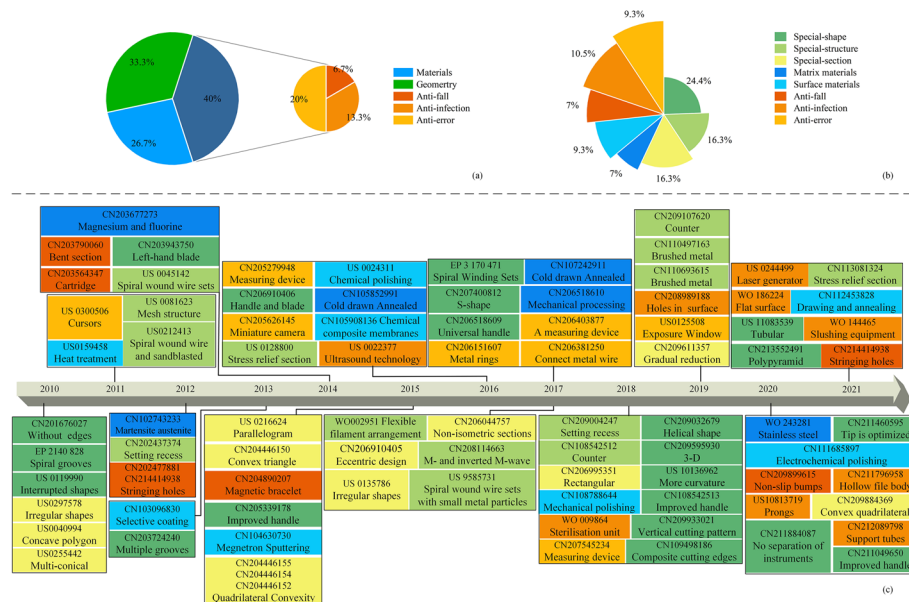 33.3%
40%
26.7%
6.7%
20%
13.3%
Materials
Geomertry
Anti-fall
Anti-infection
Anti-error
(a)
9.3%
10.5%
7%
9.3%
7%
16.3%
16.3%
24.4%
Special-shape
Special-structure
Special-section
Matrix materials
Surface materials
Anti-fall
Anti-infection
Anti-error
(b)
CN203677273
Magnesium and fluorine
CN203790060
Bent section
CN203943750
Left-hand blade
CN203564347
Cartridge
US 0045142
Spiral wound wire sets
US 0300506
Cursors
US 0081623
Mesh structure
US0159458
Heat treatment
US0212413
Spiral wound wire
and sandblasted
CN205279948
Measuring device
US 0024311
Chemical polishing
CN206910406
Handle and blade
CN105852991
Cold drawn Annealed
CN205626145
Miniature camera
CN105908136 Chemical
composite membranes
US 0128800
Stress relief section
US 0022377
Ultrasound technology
EP 3 170 471
Spiral Winding Sets
CN107242911
Cold drawn Annealed
CN207400812
S-shape
CN206518610
Mechanical processing
CN206518609
Universal handle
CN206403877
A measuring device
CN206151607
Metal rings
CN206381250
Connect metal wire
CN209107620
Counter
CN110497163
Brushed metal
CN110693615
Brushed metal
CN208989188
Holes in surface
US0125508
Exposure Window
CN209611357
Gradual reduction
US 0244499
Laser generator
CN113081324
Stress relief section
WO 186224
Flat surface
CN112453828
Drawing and annealing
US 11083539
Tubular
WO 144465
Slushing equipment
CN213552491
Polypyramid
CN214414938
Stringing holes
2010
2011
2012
2013
2014
2015
2016
2017
2018
2019
2020
2021
CN201676027
Without edges
EP 2140 828
Spiral grooves
US 0119990
Interrupted shapes
US0297578
Irregular shapes
US0040994
Concave polygon
US0255442
Multi-conical
CN102743233
Martensite austenite
CN202437374
Setting recess
CN202477881
CN214414938
Stringing holes
CN103096830
Selective coating
CN203724240
Multiple grooves
US 0216624
Parallelogram
CN204446150
Convex triangle
CN204890207
Magnetic bracelet
CN205339178
Improved handle
CN104630730
Megnetron Sputtering
CN204446155
CN204446154
CN204446152
Quadrilateral Convexity
WO002951 Flexible
filament arrangement
CN206044757
Non-isometric sections
CN206910405
Eccentric design
CN208114663
M- and inverted M-wave
US 0135786
Irregular shapes
US 9585731
Spiral wound wire sets
with small metal particles
CN209004247
Setting recess
CN209032679
Helical shape
CN108542512
Counter
CN209595930
3-D
CN206995351
Rectangular
US 10136962
More curvature
CN108788644
Mechanical polishing
CN108542513
Improved handle
WO 009864
Sterilisation unit
CN209933021
Vertical cutting pattern
CN207545234
Measuring device
CN109498186
Composite cutting edges
WO 243281
Stainless steel
CN211460595
Tip is optimized
CN111685897
Electrochemical polishing
CN209899615
Non-slip bumps
CN211796958
Hollow file body
US10813719
Prongs
CN209884369
Convex quadrilateral
CN211884087
No separation of
instruments
CN212089798
Support tubes
CN211049650
Improved handle
(c)